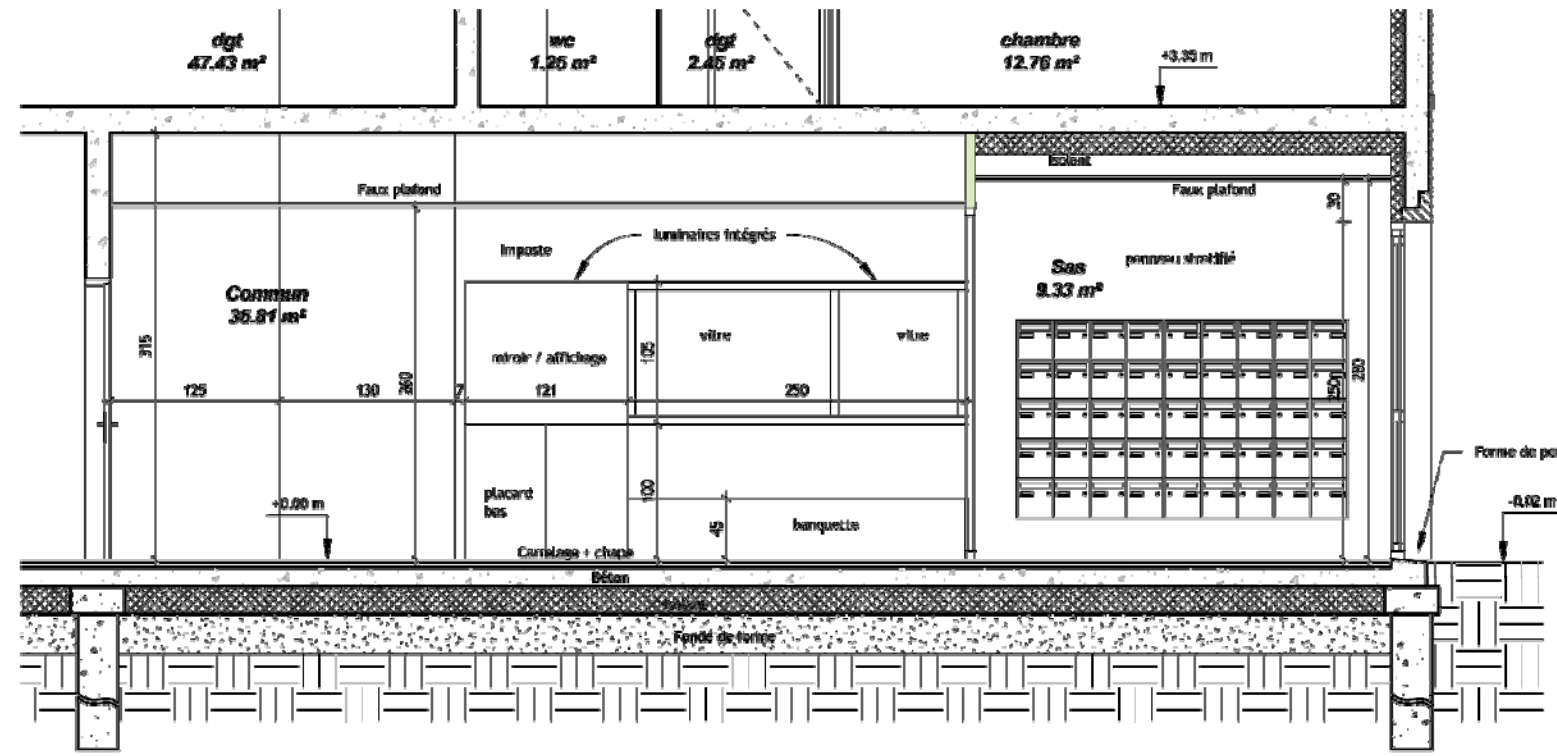 dgt
47.43 m²
wc
1.25 m²
dgt
2.45 m²
chambre
12.76 m²
+3.35 m
Isolant
Faux plafond
Faux plafond
30
luminaires intégrés
Imposte
panneau stratifié
Sas
9.33 m²
Commun
35.81 m²
vitre
vitre
miroir / affichage
315
105
260
250
280
125
130
7
121
250
Forme de
placard
bas
100
45
banquette
+0.00 m
-0.02 m
Carrelage + chape
Béton
Fond de forme